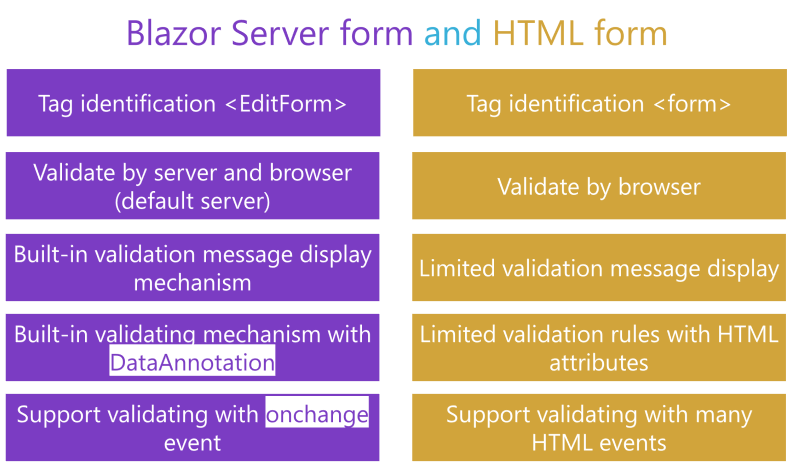 Blazor Server form and HTML form
Tag identification <EditForm>
Tag identification <form>
Validate by server and browser
(default server)
Validate by browser
Built-in validation message display
mechanism
Limited validation message display
Built-in validating mechanism with
DataAnnotation
Limited validation rules with HTML
attributes
Support validating with onchange
event
Support validating with many
HTML events